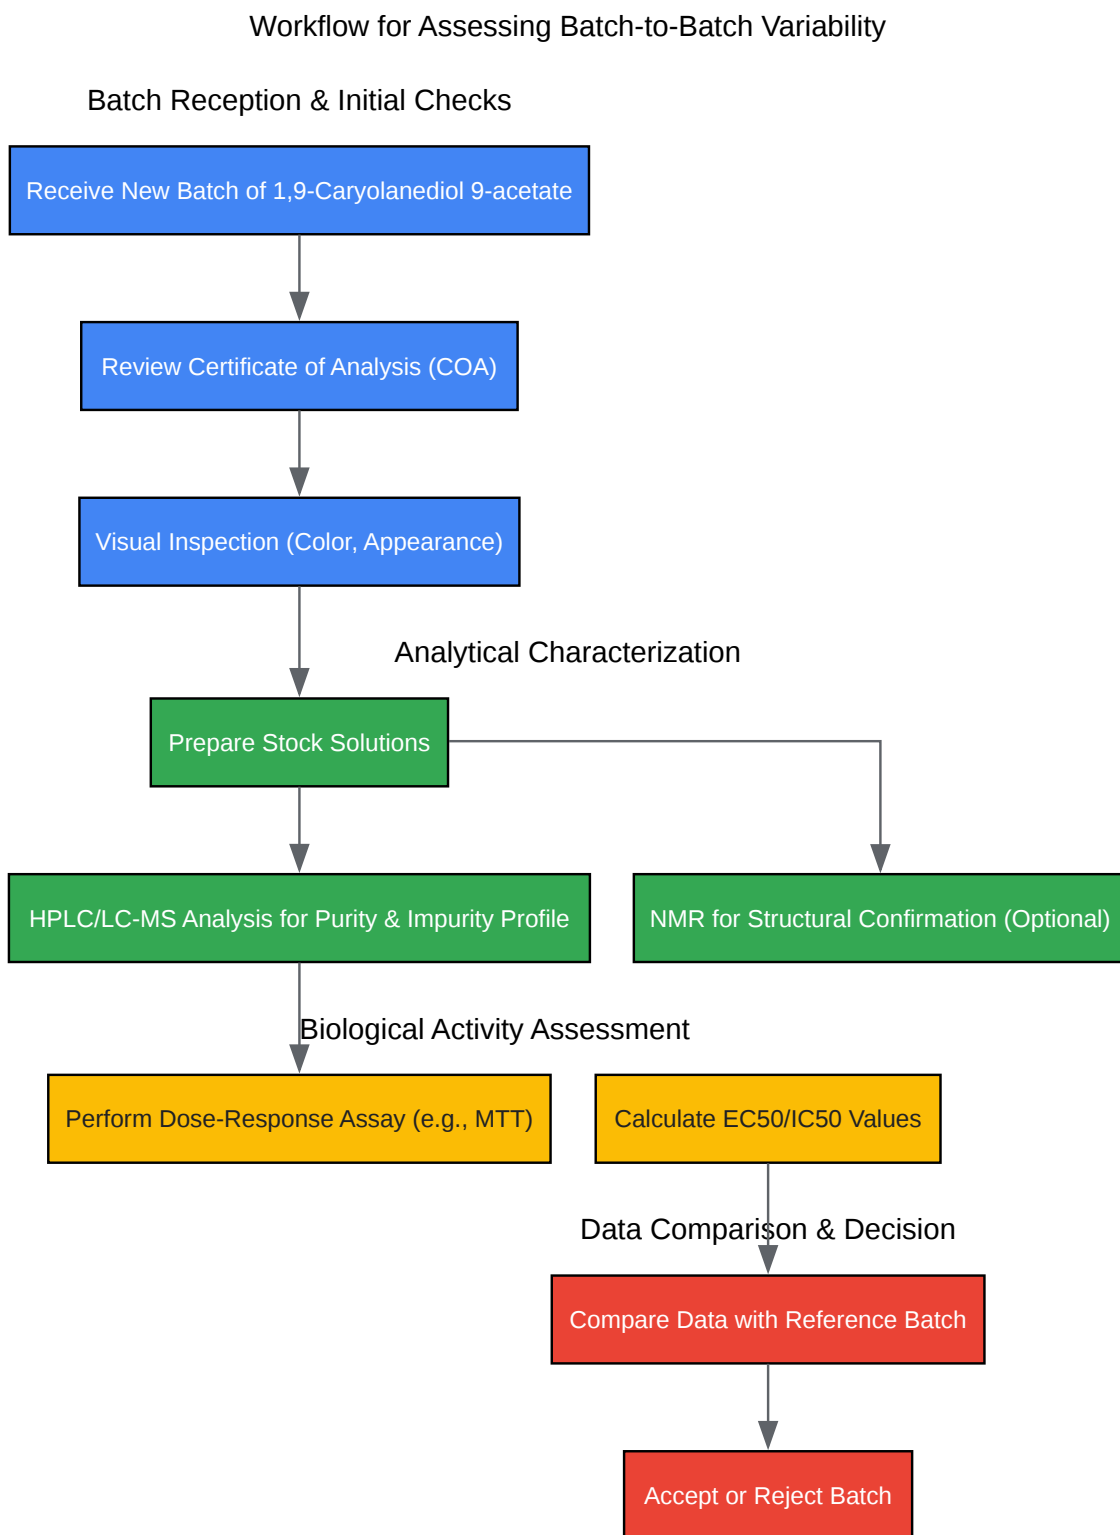 Workflow for Assessing Batch-to-Batch Variability
Batch Reception & Initial Checks
Receive New Batch of 1,9-Caryolanediol 9-acetate
Review Certificate of Analysis (COA)
Visual Inspection (Color, Appearance)
Analytical Characterization
Prepare Stock Solutions
HPLC/LC-MS Analysis for Purity & Impurity Profile
NMR for Structural Confirmation (Optional)
Biological Activity Assessment
Perform Dose-Response Assay (e.g., MTT)
Calculate EC50/IC50 Values
Data Comparison & Decision
Compare Data with Reference Batch
Accept or Reject Batch